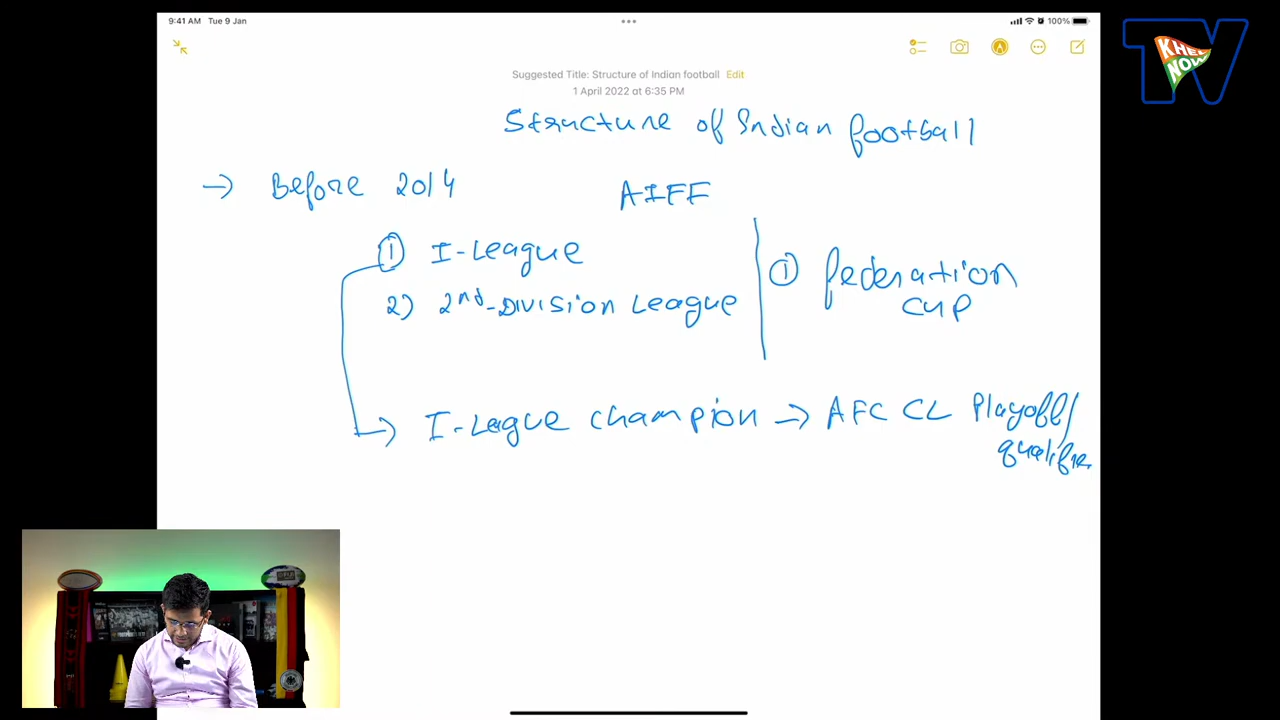 9:41 AM Tue 9 Jan
100%
KHEL NOW
TV
Suggested Title: Structure of Indian football Edit
1 April 2022 at 6:35 PM
Structure of Indian football
→ Before 2014 AIFF
① I-League
2) 2nd-Division League
① federation
cup
→ I-League champion → AFC CL Playoff/
qualifier